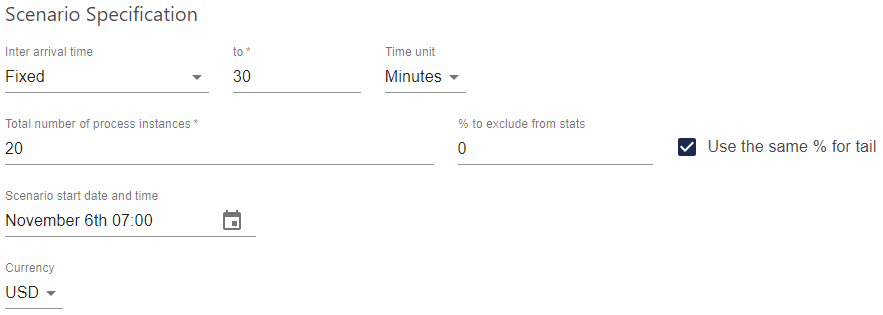 Scenario Specification
Inter arrival time to * Time unit
Fixed 30 Minutes
Total number of process instances * % to exclude from stats
20 0 Use the same % for tail
Scenario start date and time
November 6th 07:00
Currency
USD